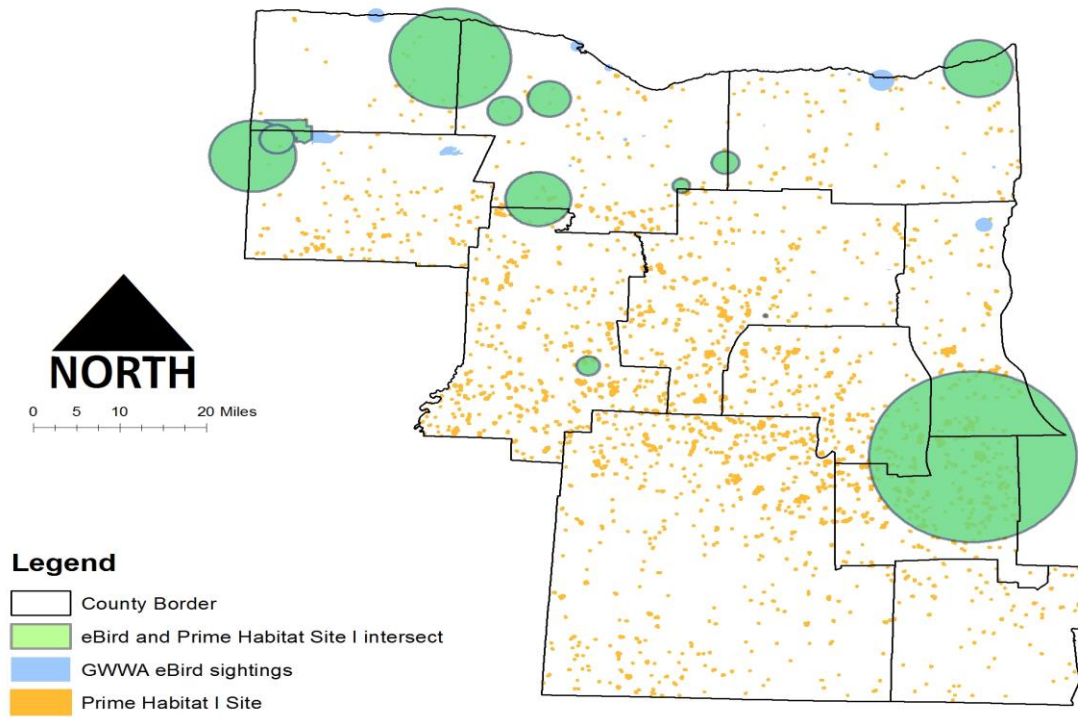 NORTH
0 5 10 20 Miles
Legend
County Border
eBird and Prime Habitat Site I intersect
GWWA eBird sightings
Prime Habitat I Site